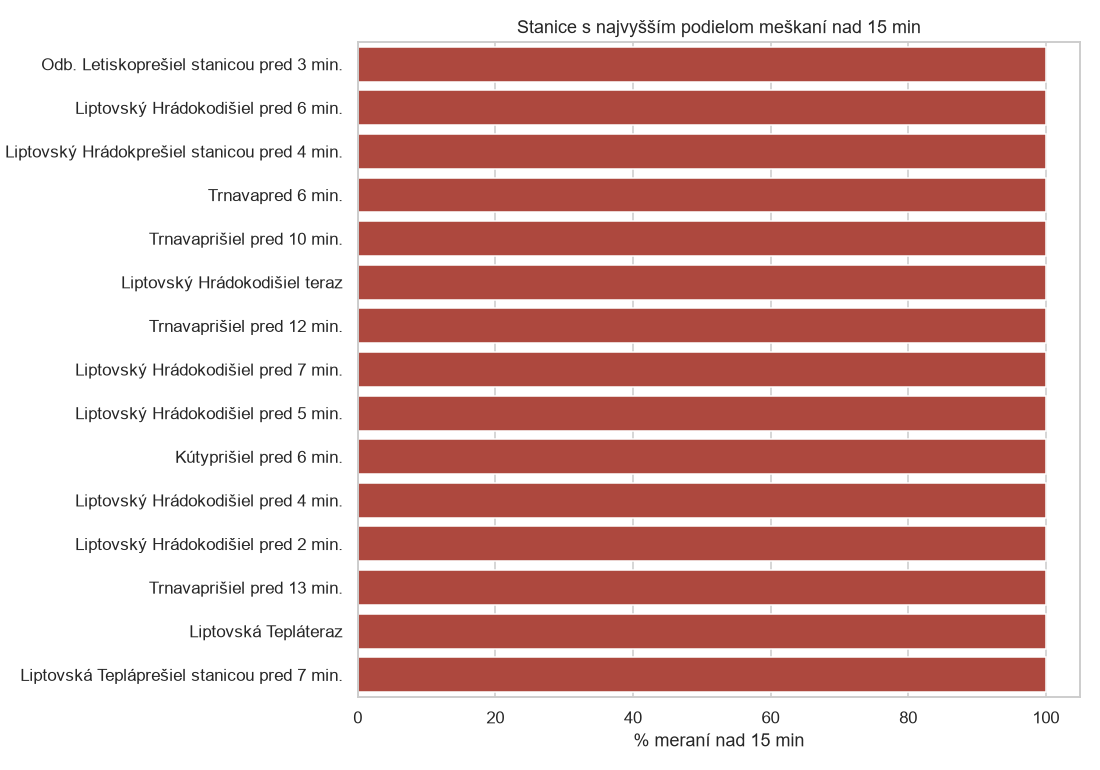 Stanice s najvyšším podielom meškaní nad 15 min
Odb. Letiskoprešiel stanicou pred 3 min.
Liptovský Hrádokodišiel pred 6 min.
Liptovský Hrádokprešiel stanicou pred 4 min.
Trnavapred 6 min.
Trnavaprišiel pred 10 min.
Liptovský Hrádokodišiel teraz
Trnavaprišiel pred 12 min.
Liptovský Hrádokodišiel pred 7 min.
Liptovský Hrádokodišiel pred 5 min.
Kútyprišiel pred 6 min.
Liptovský Hrádokodišiel pred 4 min.
Liptovský Hrádokodišiel pred 2 min.
Trnavaprišiel pred 13 min.
Liptovská Tepláteraz
Liptovská Tepláprešiel stanicou pred 7 min.
0 20 40 60 80 100
% meraní nad 15 min